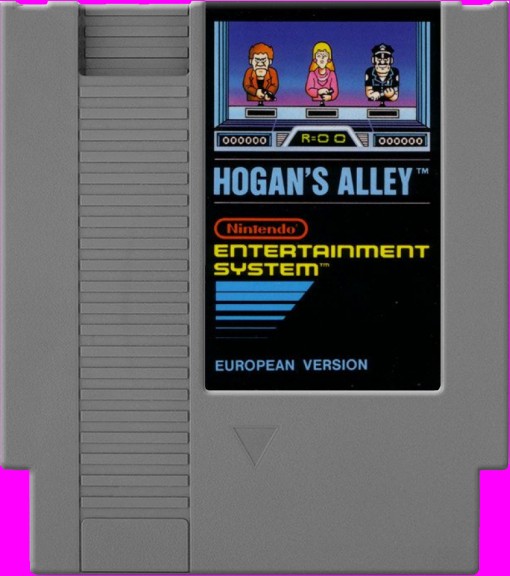 000000 R=00 000000
HOGAN'S ALLEY™
Nintendo®
ENTERTAINMENT
SYSTEM™
EUROPEAN VERSION